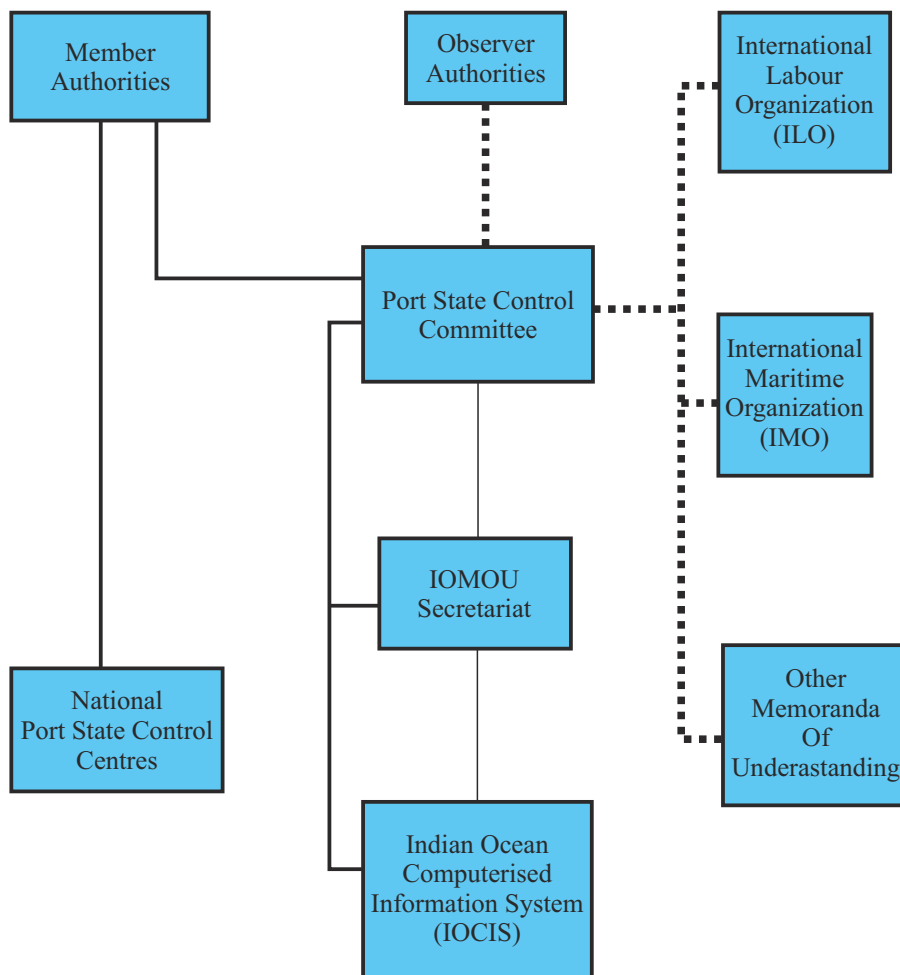 Member
Authorities
Observer
Authorities
International
Labour
Organization
(ILO)
Port State Control
Committee
International
Maritime
Organization
(IMO)
IOMOU
Secretariat
National
Port State Control
Centres
Other
Memoranda
Of
Underastanding
Indian Ocean
Computerised
Information System
(IOCIS)